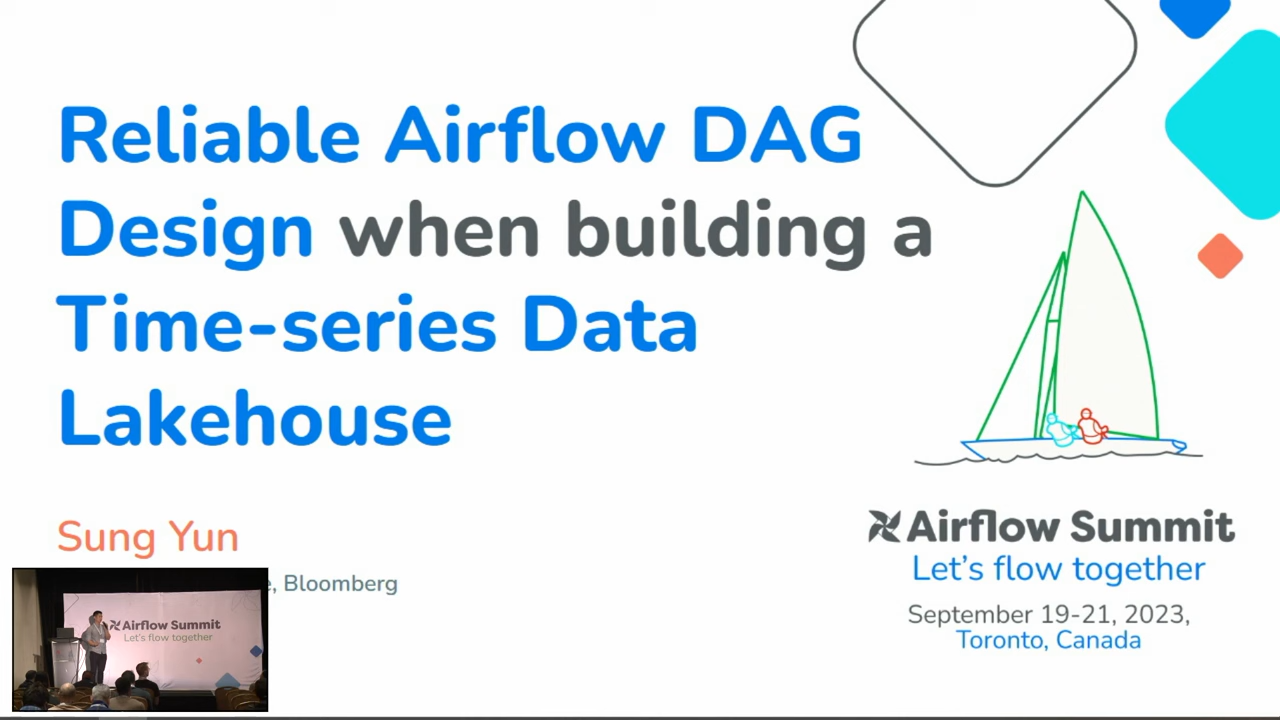 Reliable Airflow DAG
Design when building a
Time-series Data
Lakehouse
Sung Yun
, Bloomberg
Airflow Summit
Let's flow together
September 19-21, 2023,
Toronto, Canada
Airflow Summit
Let's flow together